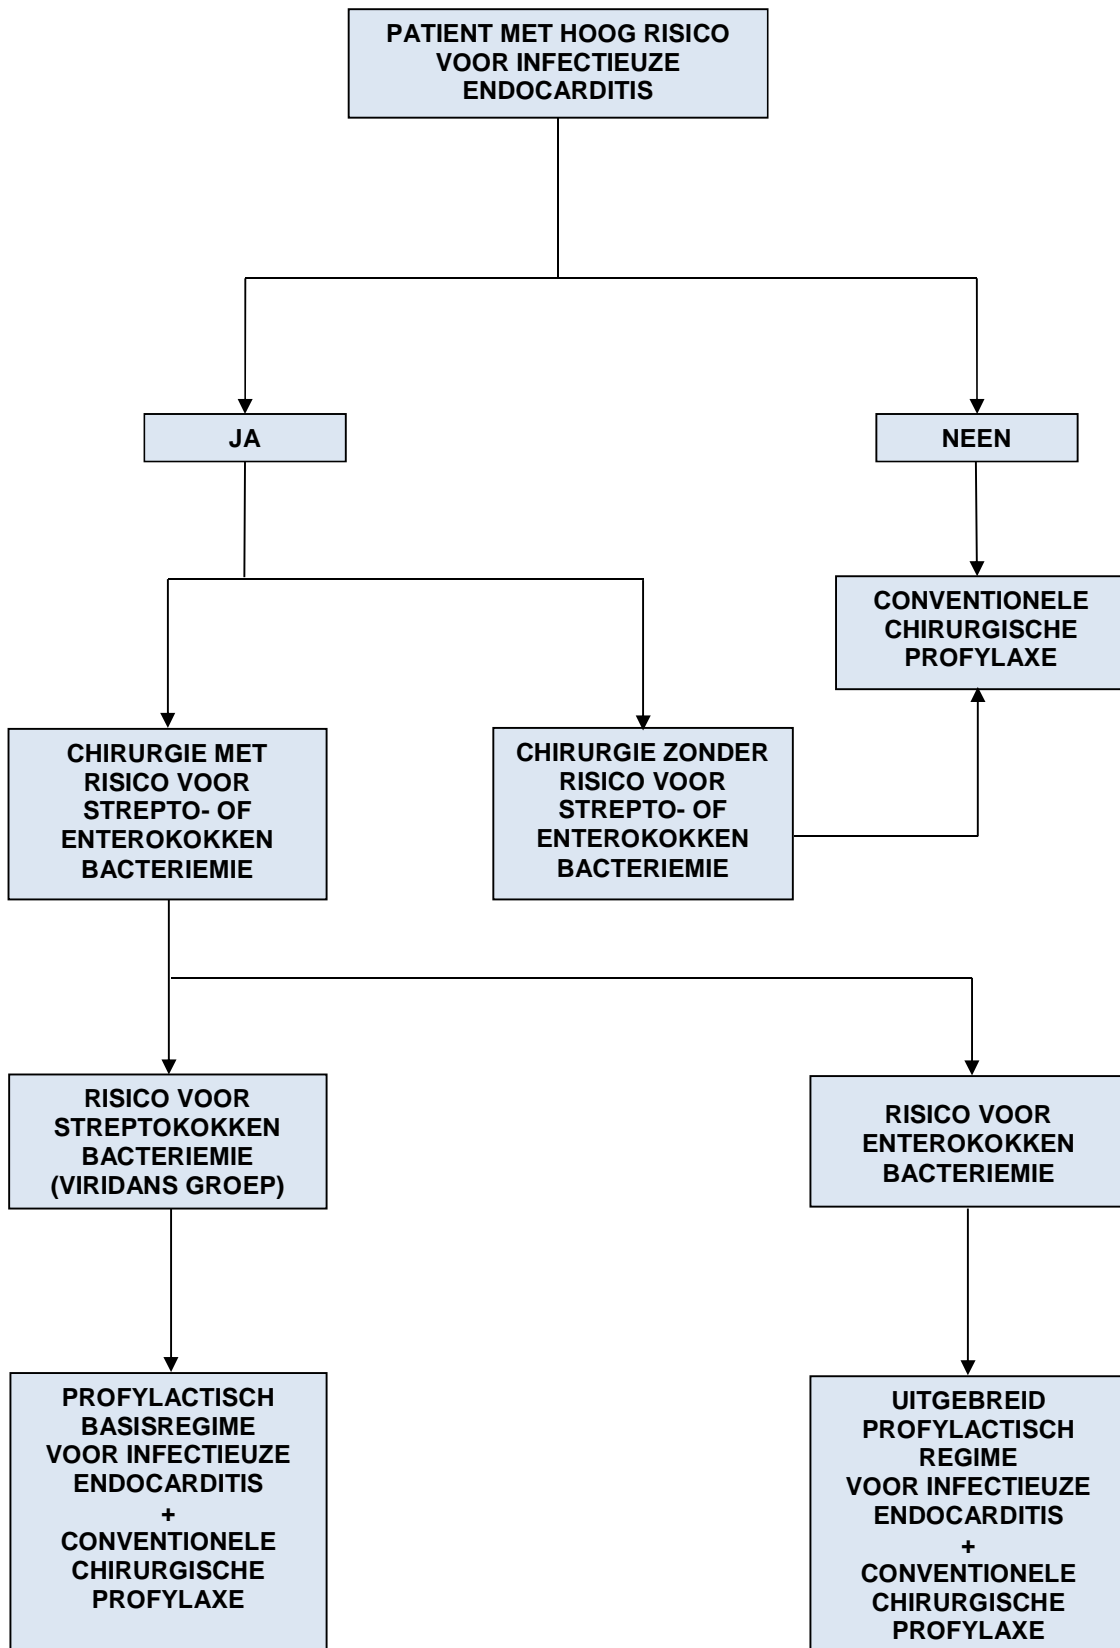 PATIENT MET HOOG RISICO
VOOR INFECTIEUZE
ENDOCARDITIS
JA
NEEN
CONVENTIONELE
CHIRURGISCHE
PROFYLAXE
CHIRURGIE MET
RISICO VOOR
STREPTO- OF
ENTEROKOKKEN
BACTERIEMIE
CHIRURGIE ZONDER
RISICO VOOR
STREPTO- OF
ENTEROKOKKEN
BACTERIEMIE
RISICO VOOR
STREPTOKOKKEN
BACTERIEMIE
(VIRIDANS GROEP)
RISICO VOOR
ENTEROKOKKEN
BACTERIEMIE
PROFYLACTISCH
BASISREGIME
VOOR INFECTIEUZE
ENDOCARDITIS
+
CONVENTIONELE
CHIRURGISCHE
PROFYLAXE
UITGEBREID
PROFYLACTISCH
REGIME
VOOR INFECTIEUZE
ENDOCARDITIS
+
CONVENTIONELE
CHIRURGISCHE
PROFYLAXE